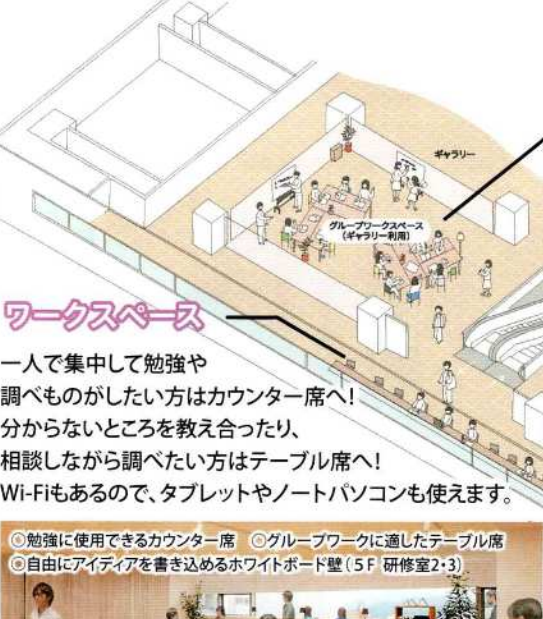 ギャラリー
グループワークスペース
(ギャラリー利用)
ワークスペース
一人で集中して勉強や
調べものがしたい方はカウンター席へ!
分からないところを教え合ったり、
相談しながら調べたい方はテーブル席へ!
Wi-Fiもあるので、タブレットやノートパソコンも使えます。
◎勉強に使用できるカウンター席 ◎グループワークに適したテーブル席
◎自由にアイディアを書き込めるホワイトボード壁(5F 研修室2・3)